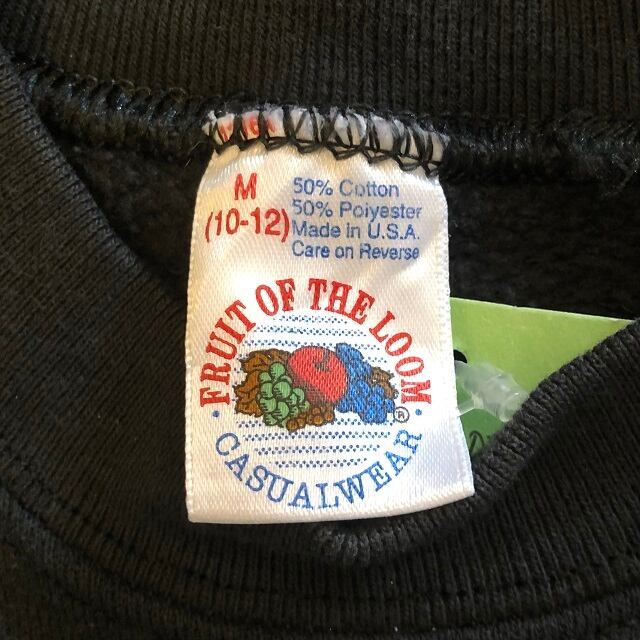 M
(10-12)
50% Cotton
50% Polyester
Made in U.S.A.
Care on Reverse
FRUIT OF THE LOOM
®
CASUALWEAR